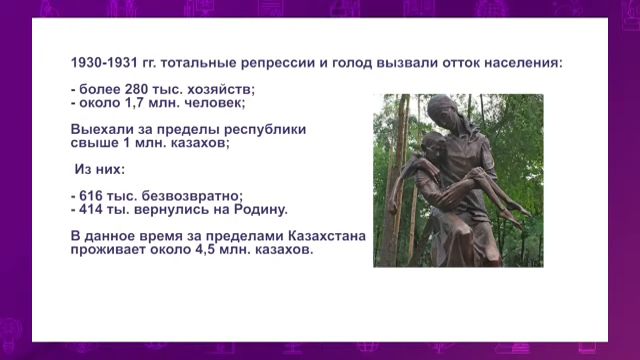 1930-1931 гг. тотальные репрессии и голод вызвали отток населения:
- более 280 тыс. хозяйств;
- около 1,7 млн. человек;
Выехали за пределы республики
свыше 1 млн. казахов;
Из них:
- 616 тыс. безвозвратно;
- 414 ты. вернулись на Родину.
В данное время за пределами Казахстана
проживает около 4,5 млн. казахов.